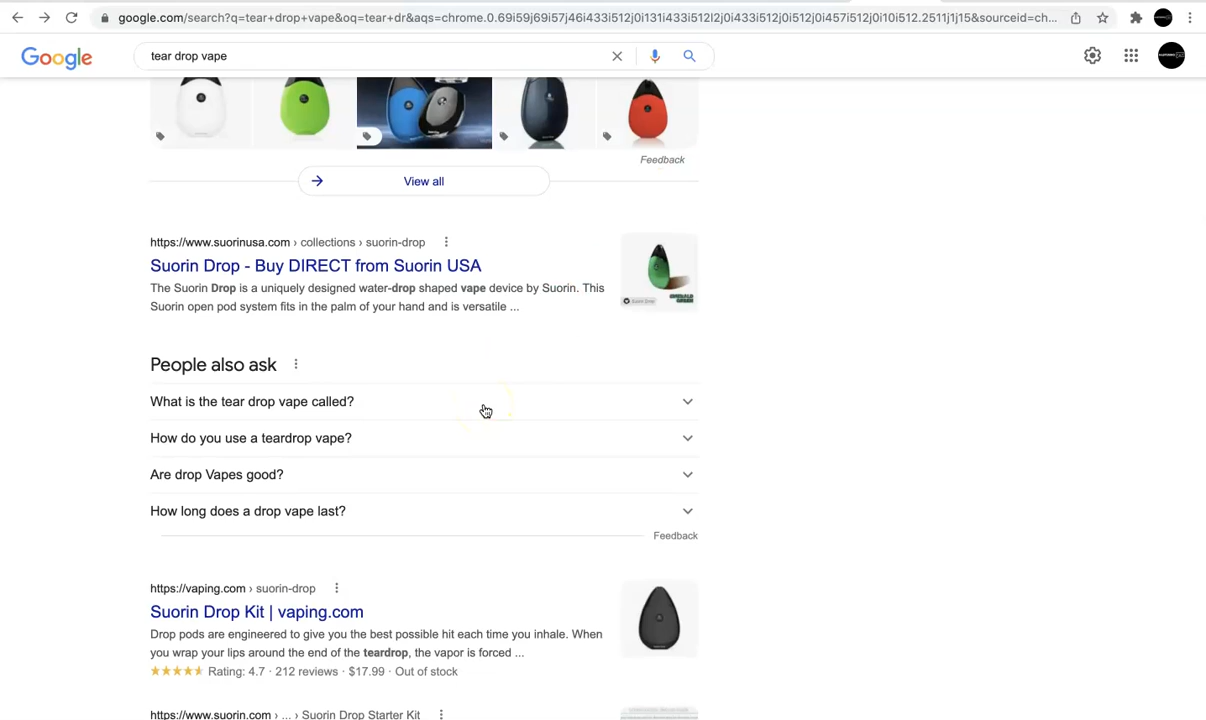 google.com/search?q=tear+drop+vape&oq=tear+dr&aqs=chrome.0.69i59j69i57j46i433i512j0i131i433i512l2j0i433i512j0i512j0i457i512j0i10i512.2511j1j15&sourceid=ch...
Google
tear drop vape
Feedback
View all
https://www.suorinusa.com › collections › suorin-drop
Suorin Drop - Buy DIRECT from Suorin USA
The Suorin Drop is a uniquely designed water-drop shaped vape device by Suorin. This
Suorin open pod system fits in the palm of your hand and is versatile ...
Suorin Drop
EMERALD
GREEN
People also ask
What is the tear drop vape called?
How do you use a teardrop vape?
Are drop Vapes good?
How long does a drop vape last?
Feedback
https://vaping.com › suorin-drop
Suorin Drop Kit | vaping.com
Drop pods are engineered to give you the best possible hit each time you inhale. When
you wrap your lips around the end of the teardrop, the vapor is forced ...
Rating: 4.7 · 212 reviews · $17.99 · Out of stock
https://www.suorin.com › ... › Suorin Drop Starter Kit